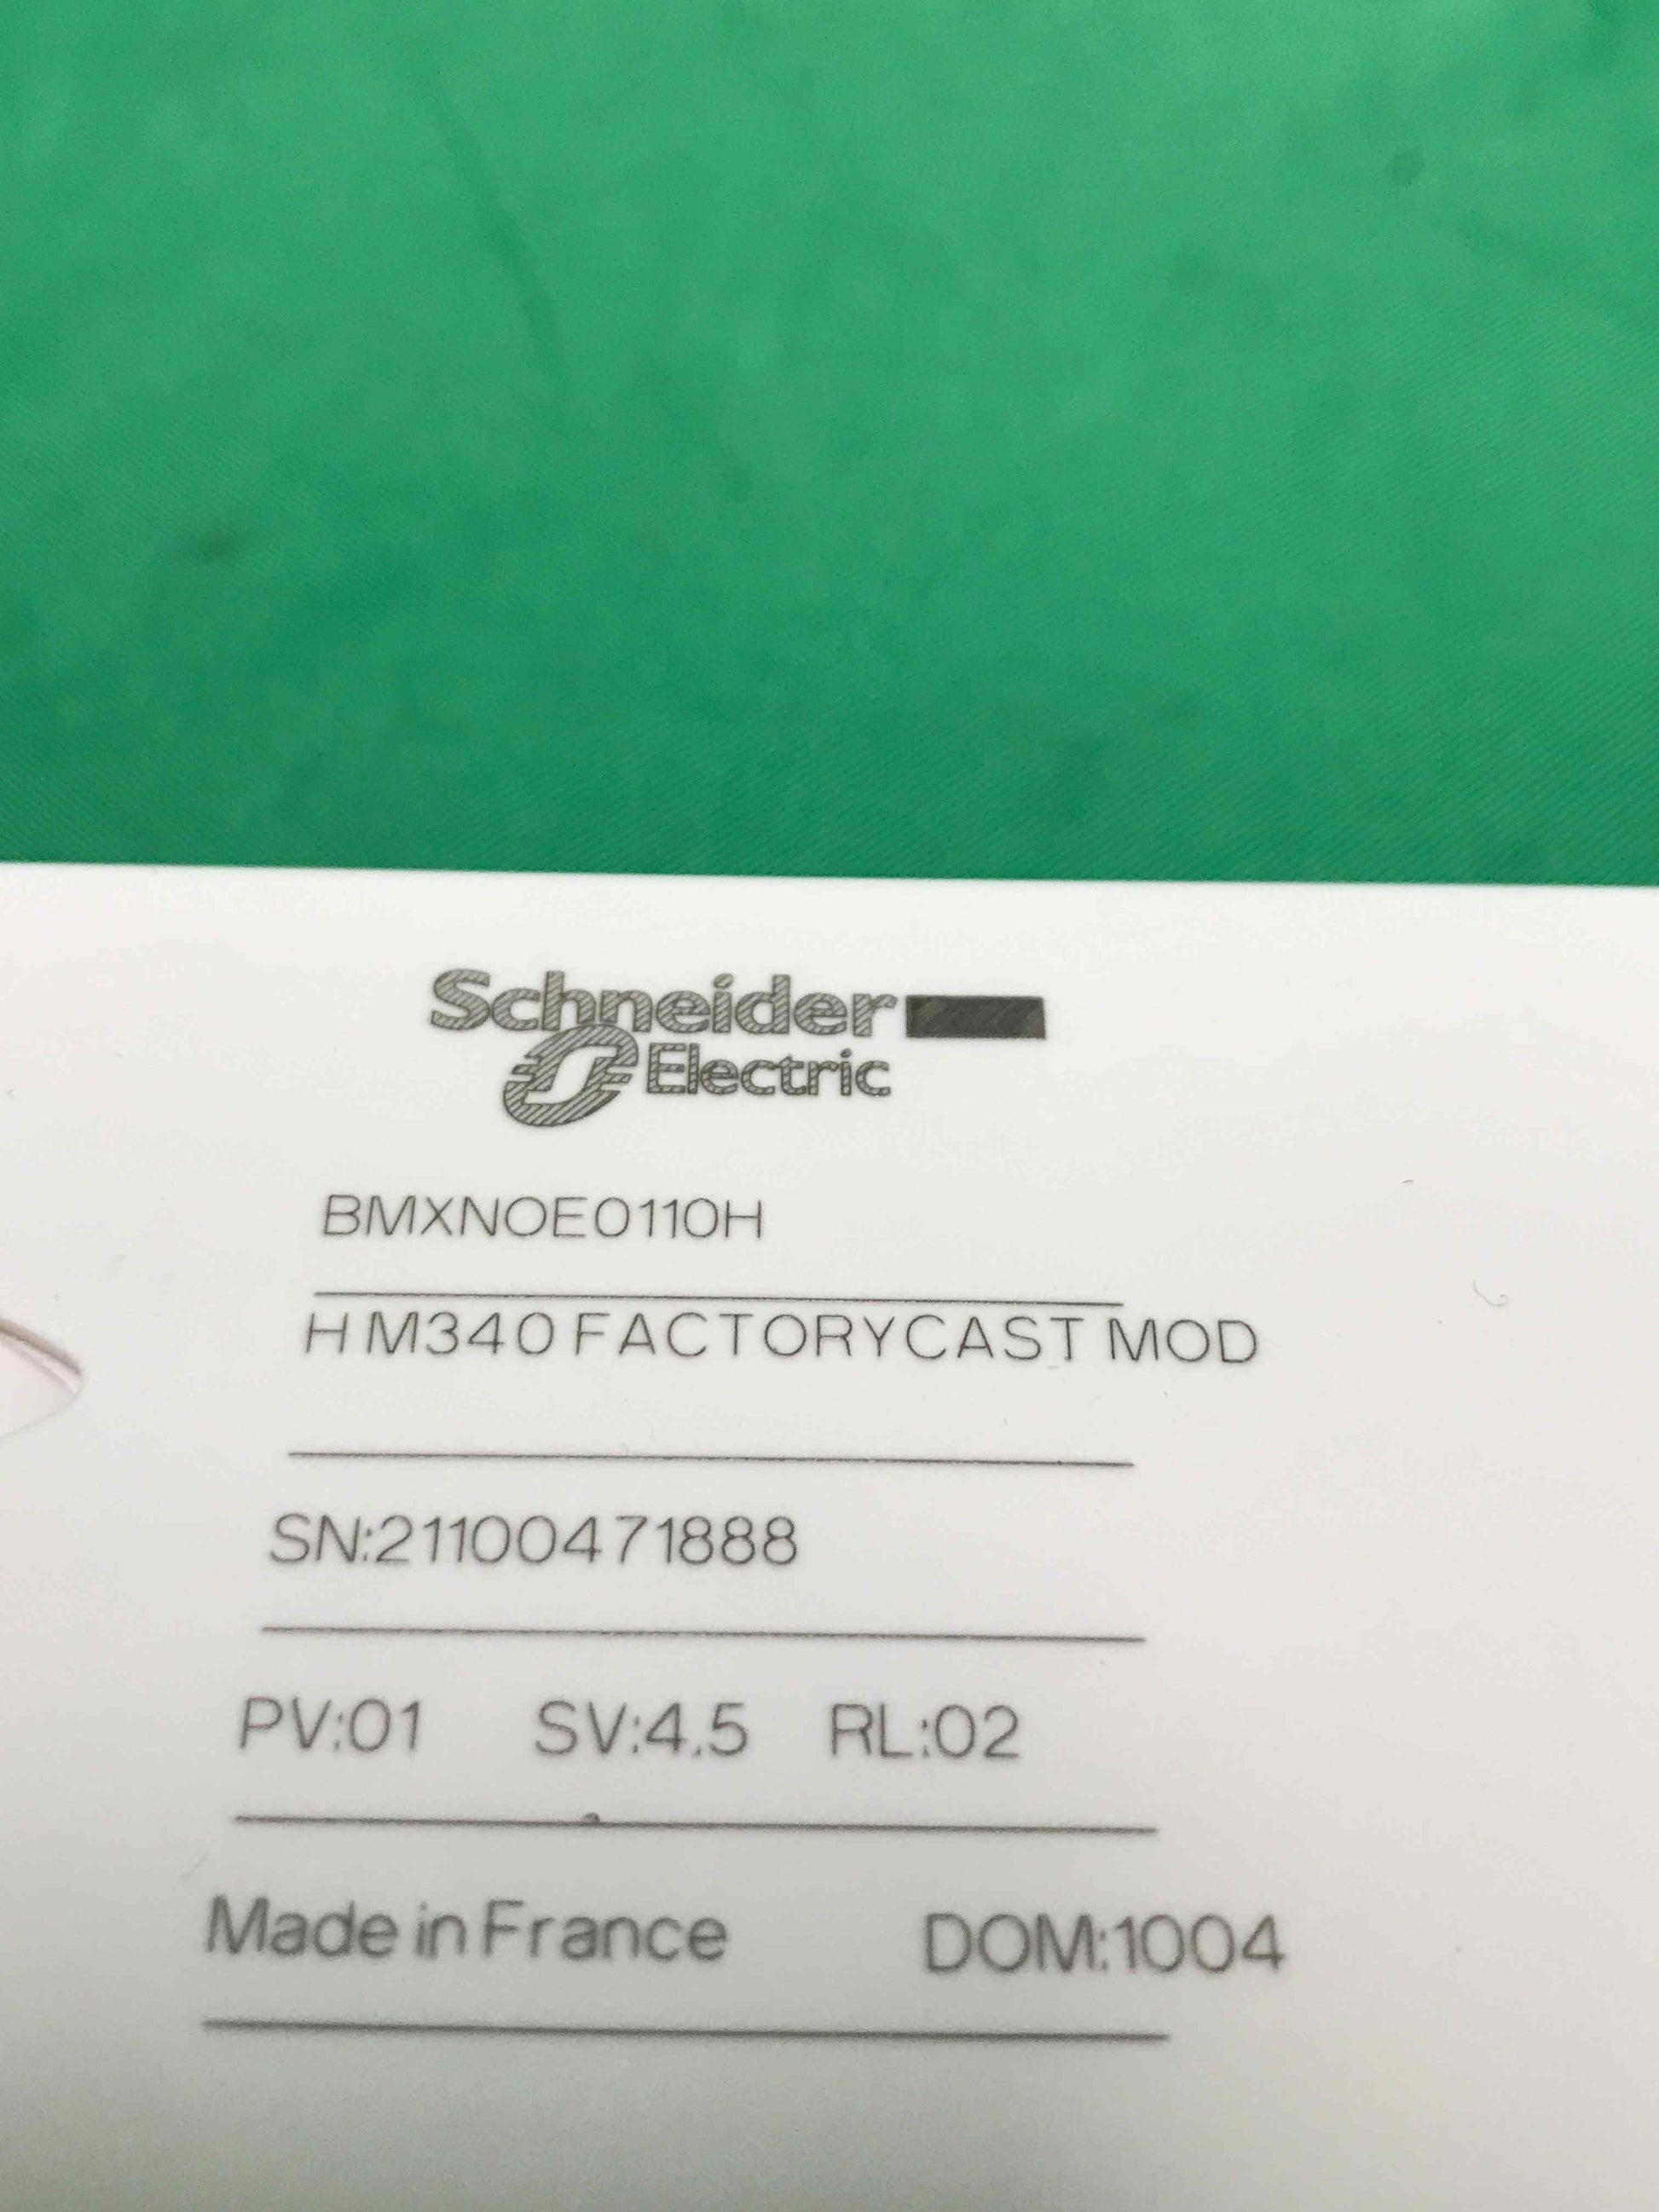 Schneider
Electric
BMXNOE0110H
H M340 FACTORYCAST MOD
SN:21100471888
PV:01 SV:4.5 RL:02
Made in France DOM:1004